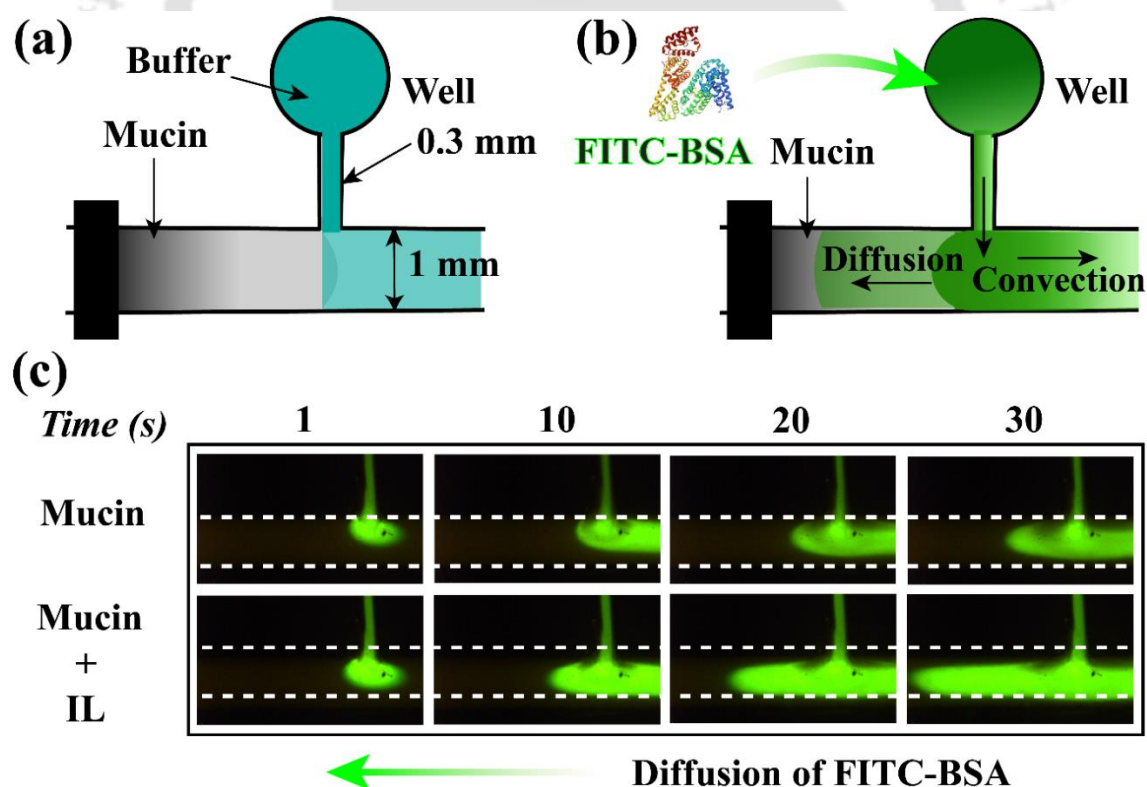 (a)
Buffer
Well
Mucin
0.3 mm
1 mm
(b)
FITC-BSA
Well
Mucin
Diffusion
Convection
(c)
Time (s) 1 10 20 30
Mucin
Mucin
+
IL
Diffusion of FITC-BSA